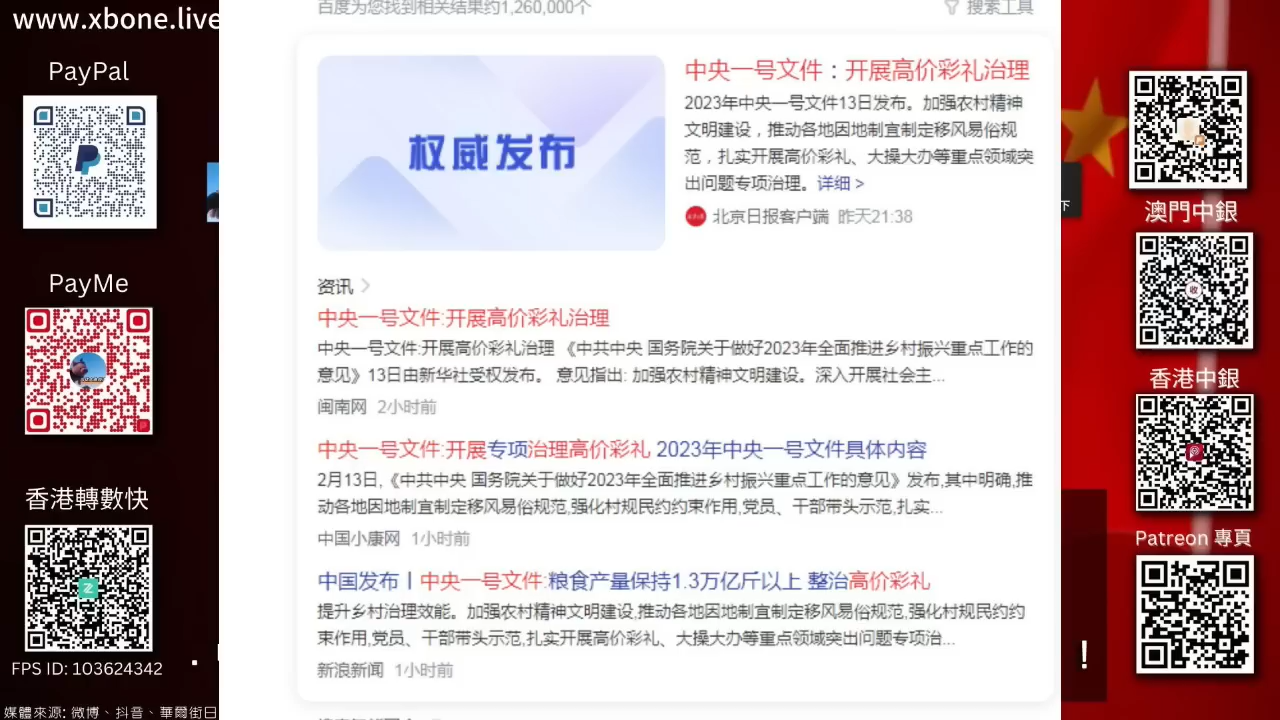 www.xbone.live
PayPal
PayMe
香港轉數快
FPS ID: 103624342
媒體來源: 微博、抖音、華爾街日
百度为您找到相关结果约1,260,000个
搜索工具
权威发布
中央一号文件：开展高价彩礼治理
2023年中央一号文件13日发布。加强农村精神
文明建设，推动各地因地制宜制定移风易俗规
范，扎实开展高价彩礼、大操大办等重点领域突
出问题专项治理。详细 >
北京日报客户端 昨天21:38
资讯
中央一号文件:开展高价彩礼治理
中央一号文件:开展高价彩礼治理 《中共中央 国务院关于做好2023年全面推进乡村振兴重点工作的
意见》13日由新华社受权发布。 意见指出: 加强农村精神文明建设。深入开展社会主...
闽南网 2小时前
中央一号文件:开展专项治理高价彩礼 2023年中央一号文件具体内容
2月13日,《中共中央 国务院关于做好2023年全面推进乡村振兴重点工作的意见》发布,其中明确,推
动各地因地制宜制定移风易俗规范,强化村规民约约束作用,党员、干部带头示范,扎实...
中国小康网 1小时前
中国发布丨中央一号文件:粮食产量保持1.3万亿斤以上 整治高价彩礼
提升乡村治理效能。加强农村精神文明建设,推动各地因地制宜制定移风易俗规范,强化村规民约约
束作用,党员、干部带头示范,扎实开展高价彩礼、大操大办等重点领域突出问题专项治...
新浪新闻 1小时前
下
!
澳門中銀
收
香港中銀
Patreon 專頁